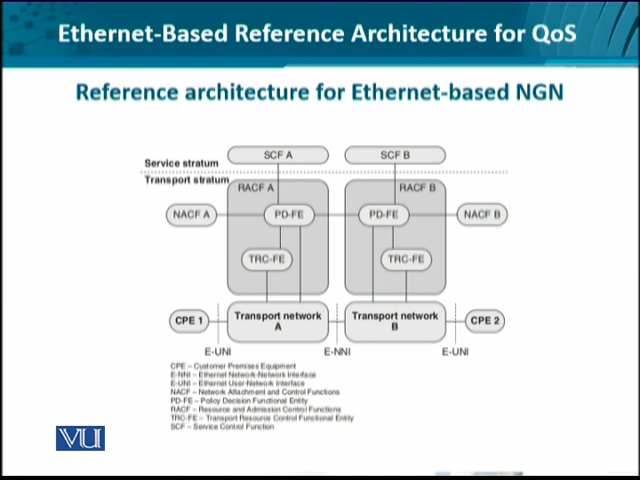 Ethernet-Based Reference Architecture for QoS
Reference architecture for Ethernet-based NGN
SCF A
SCF B
Service stratum
Transport stratum
RACF A
RACF B
NACF A
PD-FE
PD-FE
NACF B
TRC-FE
TRC-FE
CPE 1
Transport network A
Transport network B
CPE 2
E-UNI
E-NNI
E-UNI
CPE – Customer Premises Equipment
E-NNI – Ethernet Network-Network Interface
E-UNI – Ethernet User-Network Interface
NACF – Network Attachment and Control Functions
PD-FE – Policy Decision Functional Entity
RACF – Resource and Admission Control Functions
TRC-FE – Transport Resource Control Functional Entity
SCF – Service Control Function
VU